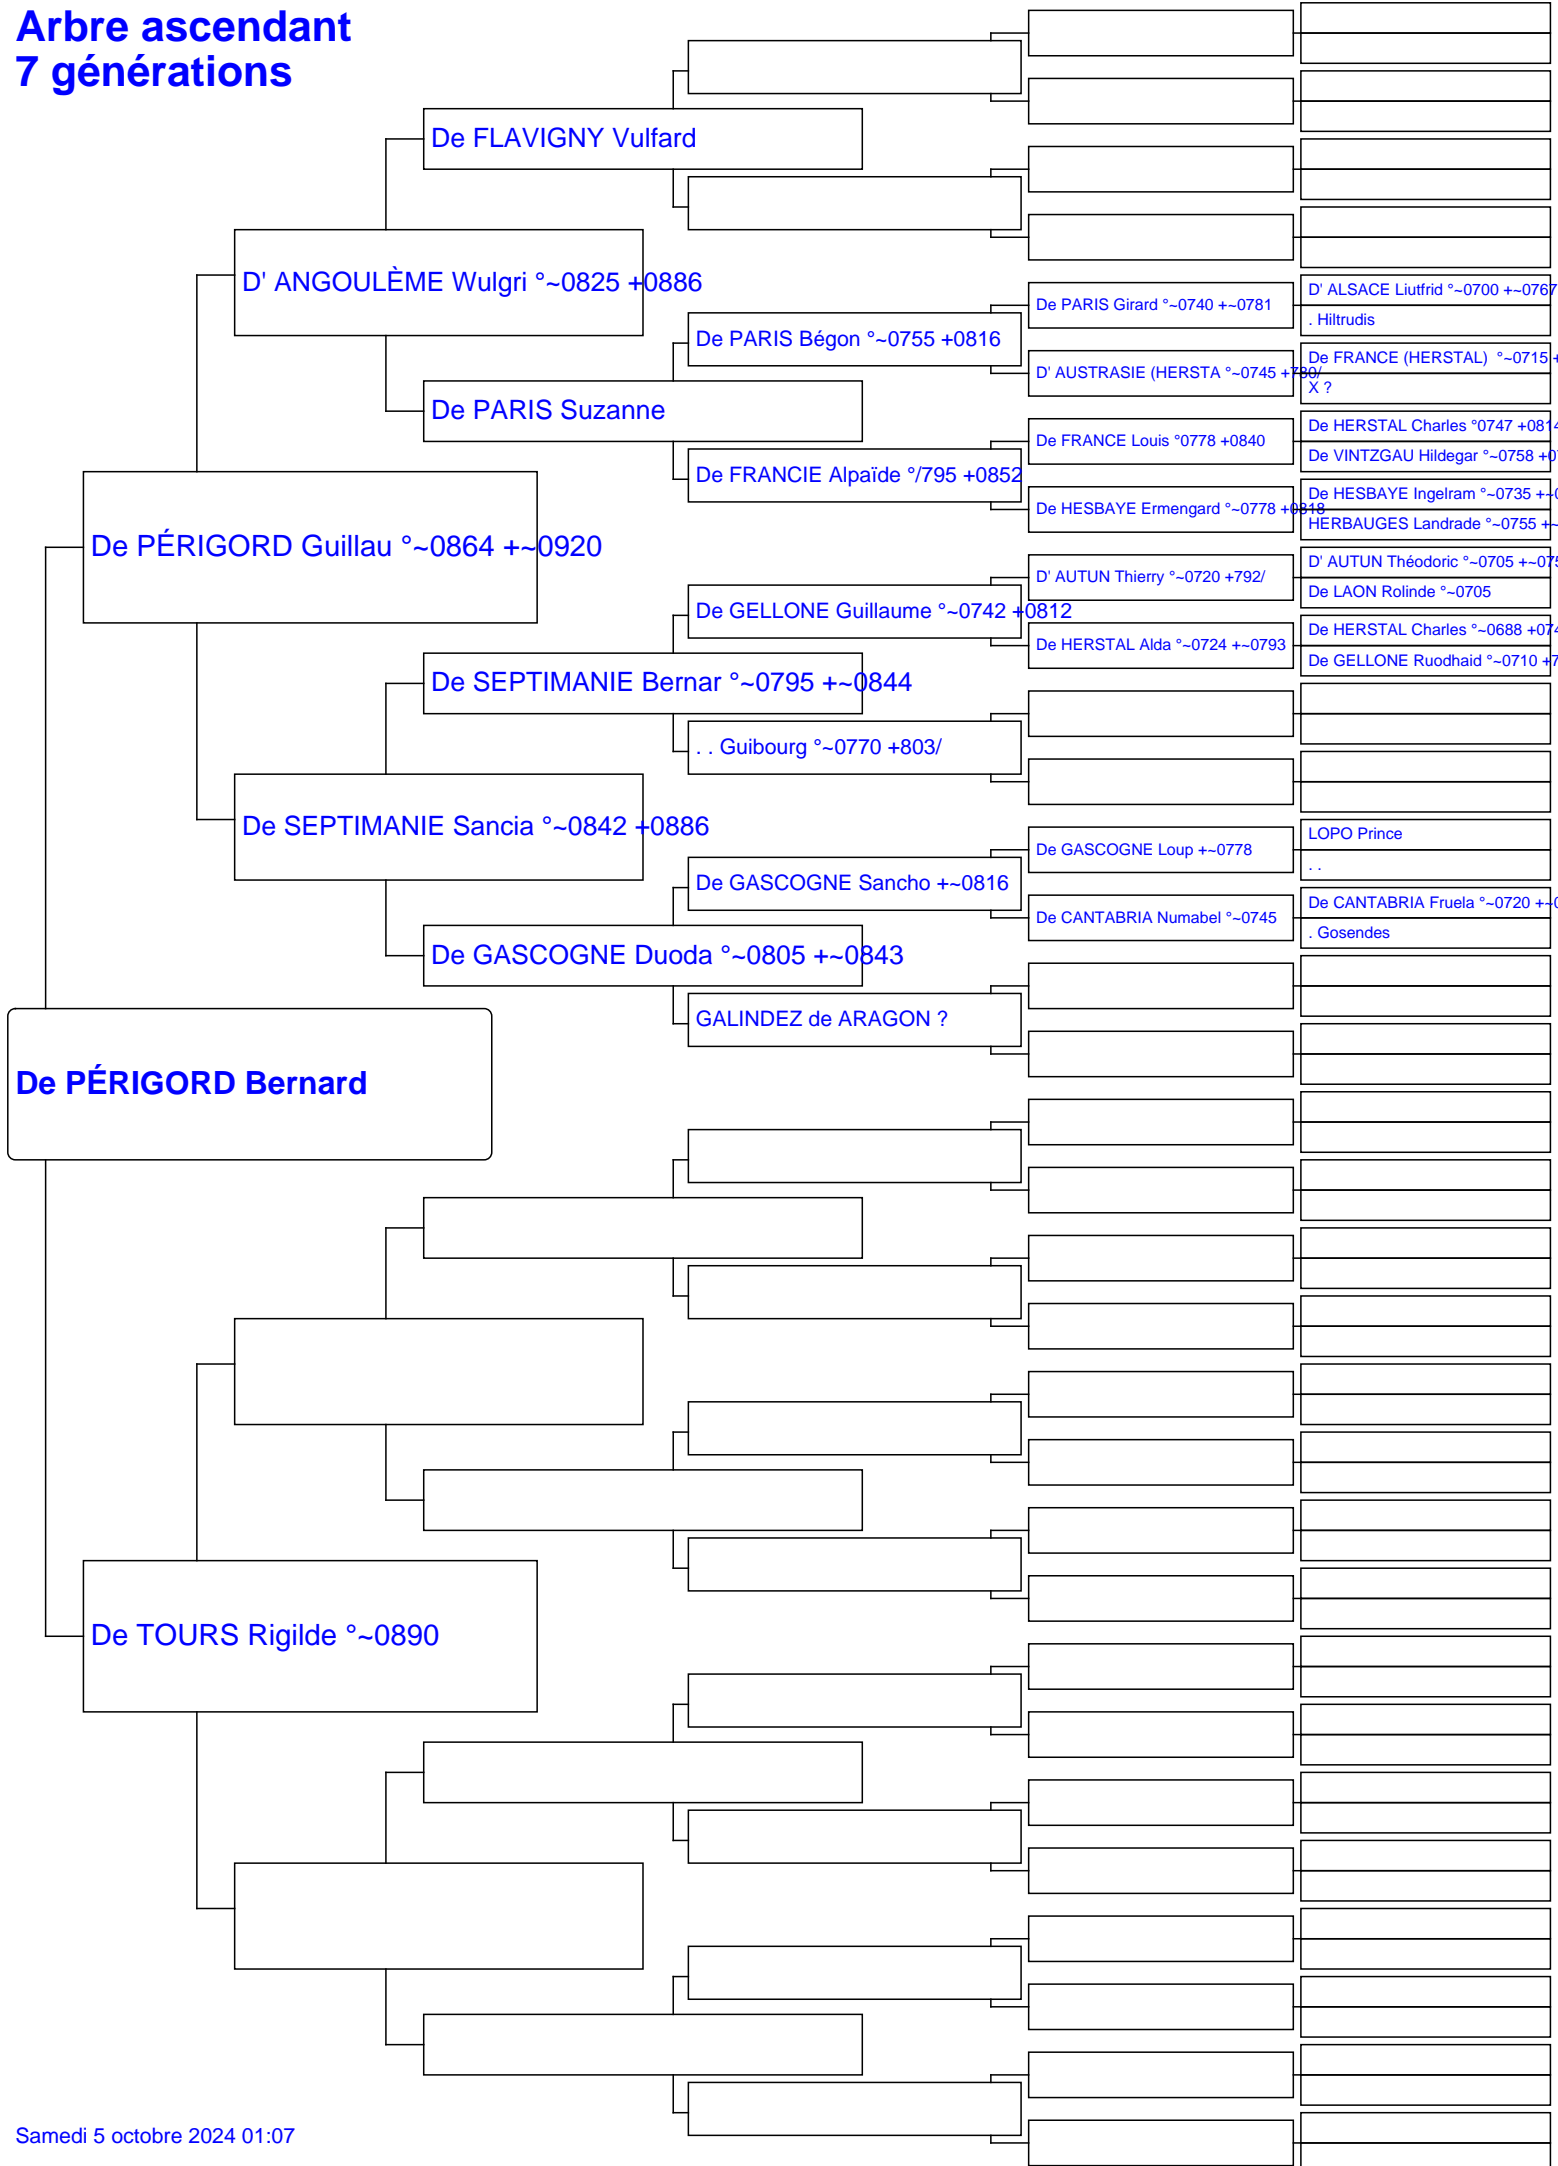 Arbre ascendant
7 générations
De FLAVIGNY Vulfard
D' ANGOULÈME Wulgri °~0825 +0886
De PARIS Girard °~0740 +~0781
D' ALSACE Liutfrid °~0700 +~0767
. Hiltrudis
De PARIS Bégon °~0755 +0816
D' AUSTRASIE (HERSTA °~0745 +780/
De FRANCE (HERSTAL)  °~0715 +
X ?
De PARIS Suzanne
De FRANCE Louis °0778 +0840
De HERSTAL Charles °0747 +0814
De VINTZGAU Hildegar °~0758 +07
De FRANCIE Alpaïde °/795 +0852
De HESBAYE Ermengard °~0778 +0818
De HESBAYE Ingelram °~0735 +~0
HERBAUGES Landrade °~0755 +~
De PÉRIGORD Guillau °~0864 +~0920
D' AUTUN Thierry °~0720 +792/
D' AUTUN Théodoric °~0705 +~075
De LAON Rolinde °~0705
De GELLONE Guillaume °~0742 +0812
De HERSTAL Alda °~0724 +~0793
De HERSTAL Charles °~0688 +074
De GELLONE Ruodhaid °~0710 +7
De SEPTIMANIE Bernar °~0795 +~0844
. . Guibourg °~0770 +803/
De SEPTIMANIE Sancia °~0842 +0886
De GASCOGNE Loup +~0778
LOPO Prince
. .
De GASCOGNE Sancho +~0816
De CANTABRIA Numabel °~0745
De CANTABRIA Fruela °~0720 +~0
. Gosendes
De GASCOGNE Duoda °~0805 +~0843
GALINDEZ de ARAGON ?
De PÉRIGORD Bernard
De TOURS Rigilde °~0890
Samedi 5 octobre 2024 01:07